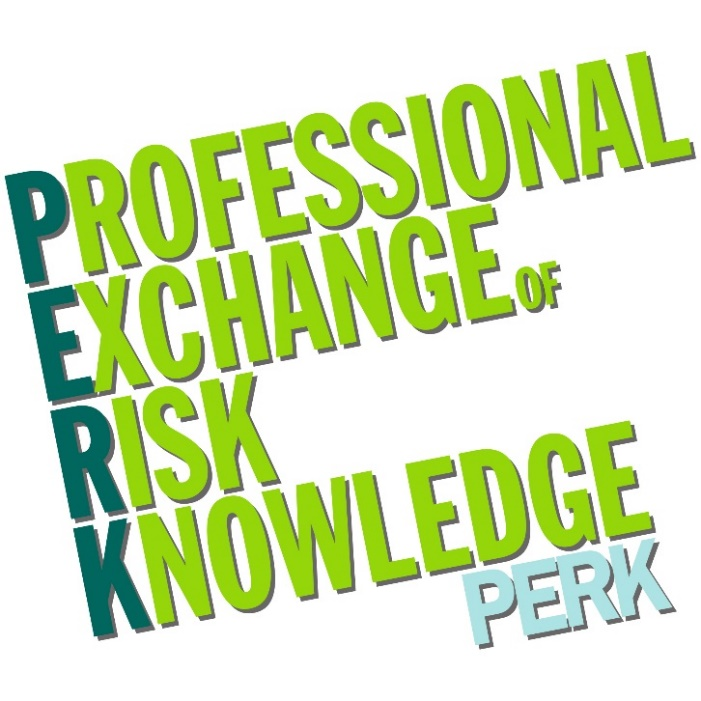 PROFESSIONAL
EXCHANGE OF
RISK
KNOWLEDGE
PERK